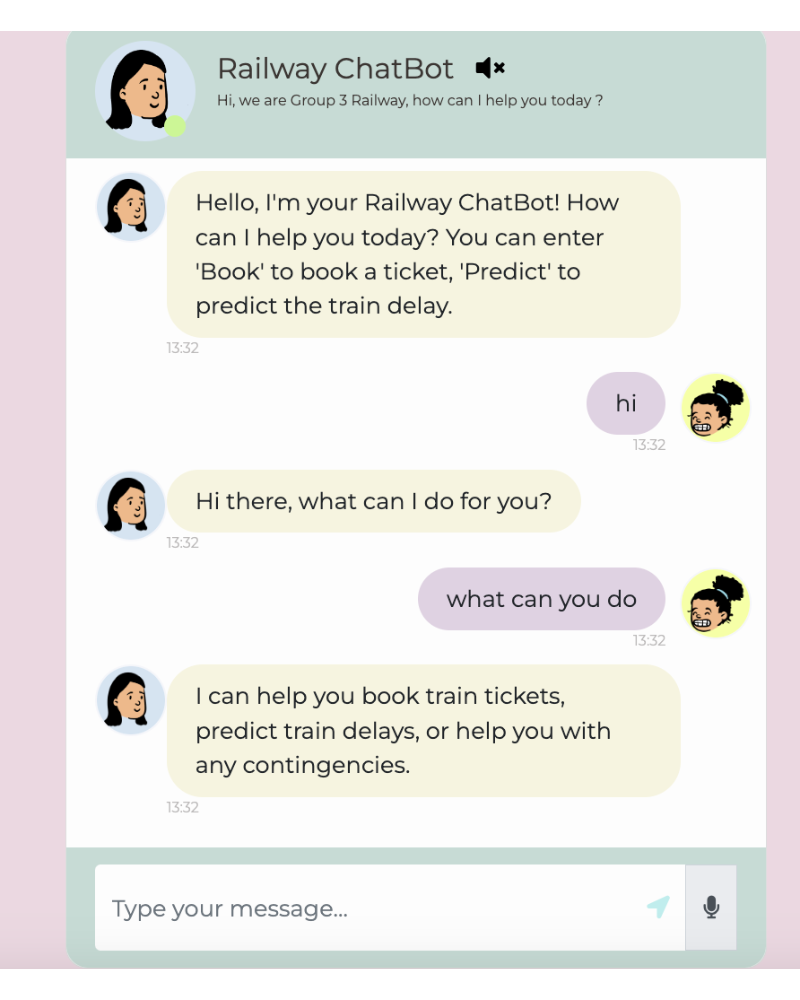 Railway ChatBot
Hi, we are Group 3 Railway, how can I help you today ?
Hello, I'm your Railway ChatBot! How
can I help you today? You can enter
'Book' to book a ticket, 'Predict' to
predict the train delay.
13:32
hi
13:32
Hi there, what can I do for you?
13:32
what can you do
13:32
I can help you book train tickets,
predict train delays, or help you with
any contingencies.
13:32
Type your message...